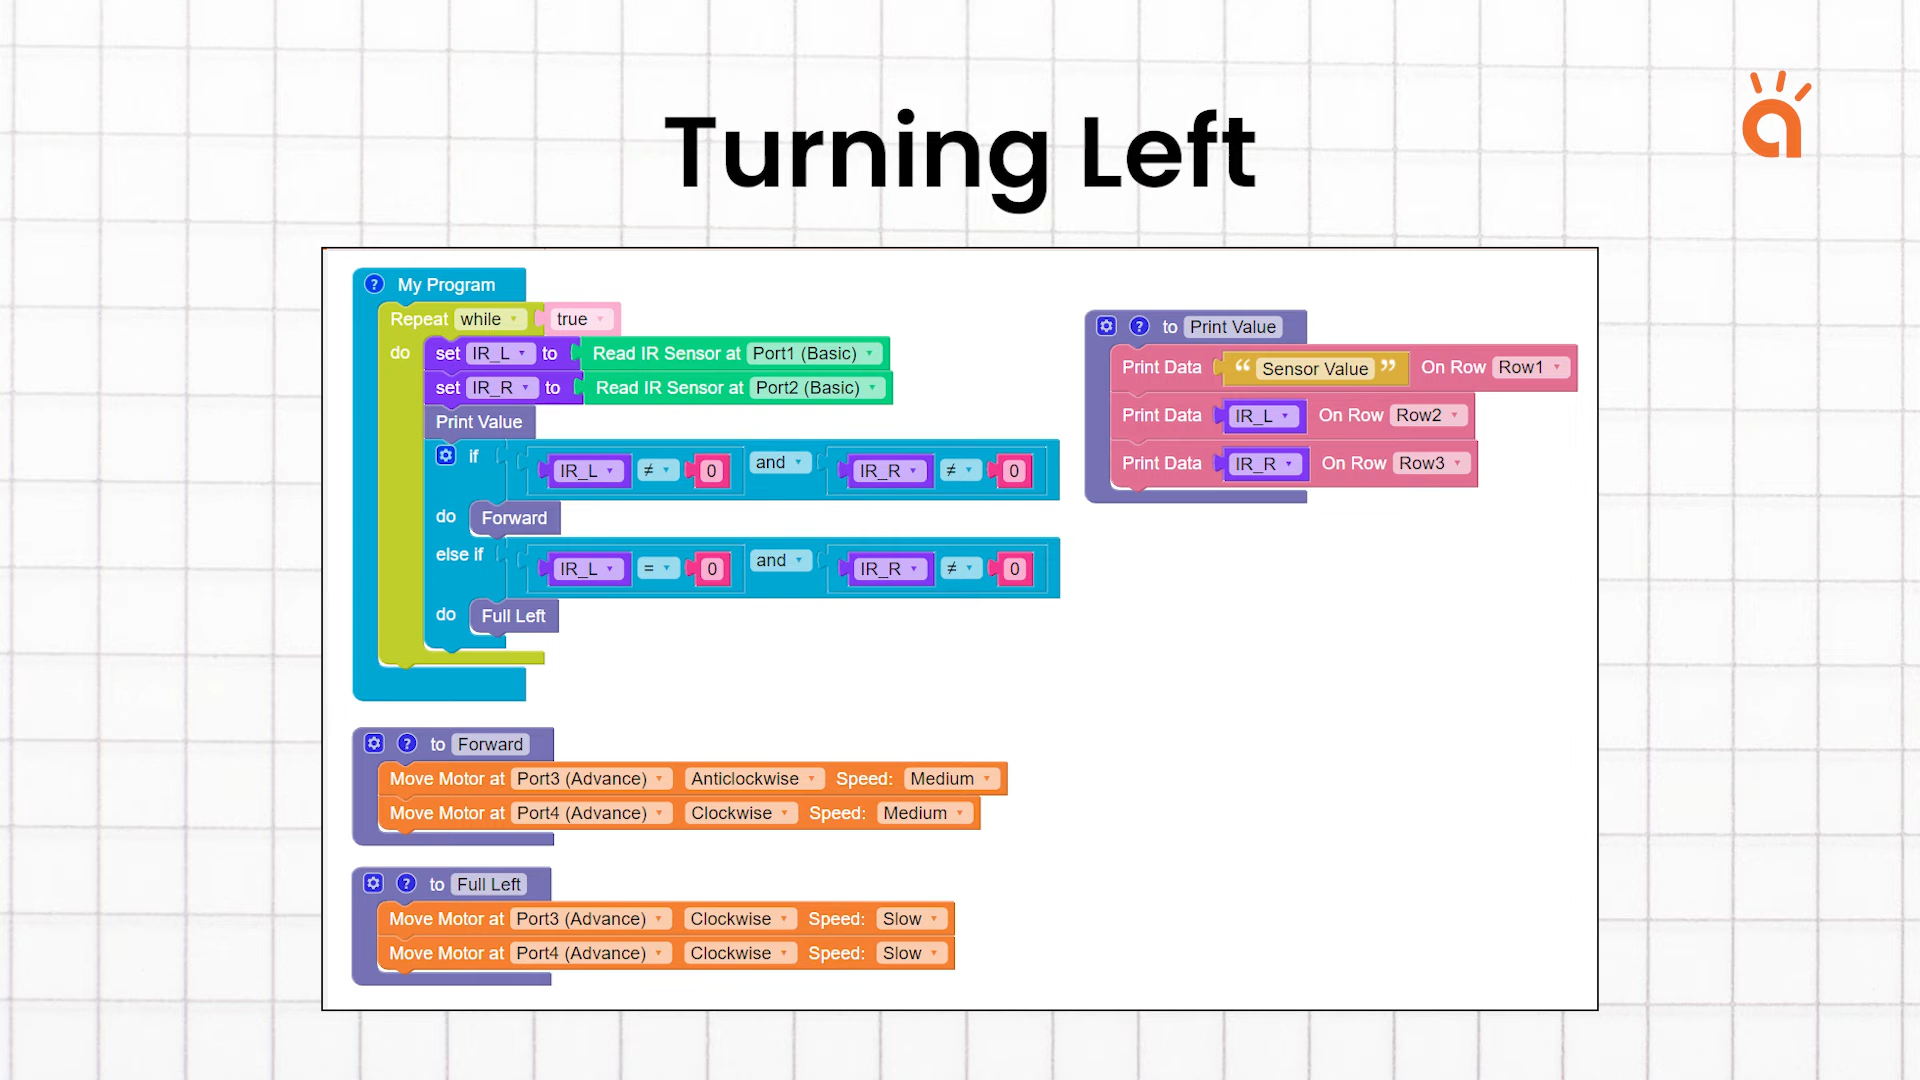 Turning Left
My Program
Repeat while true
do set IR_L to Read IR Sensor at Port1 (Basic)
set IR_R to Read IR Sensor at Port2 (Basic)
Print Value
if IR_L ≠ 0 and IR_R ≠ 0
do Forward
else if IR_L = 0 and IR_R ≠ 0
do Full Left
to Print Value
Print Data “ Sensor Value ” On Row Row1
Print Data IR_L On Row Row2
Print Data IR_R On Row Row3
to Forward
Move Motor at Port3 (Advance) Anticlockwise Speed: Medium
Move Motor at Port4 (Advance) Clockwise Speed: Medium
to Full Left
Move Motor at Port3 (Advance) Clockwise Speed: Slow
Move Motor at Port4 (Advance) Clockwise Speed: Slow